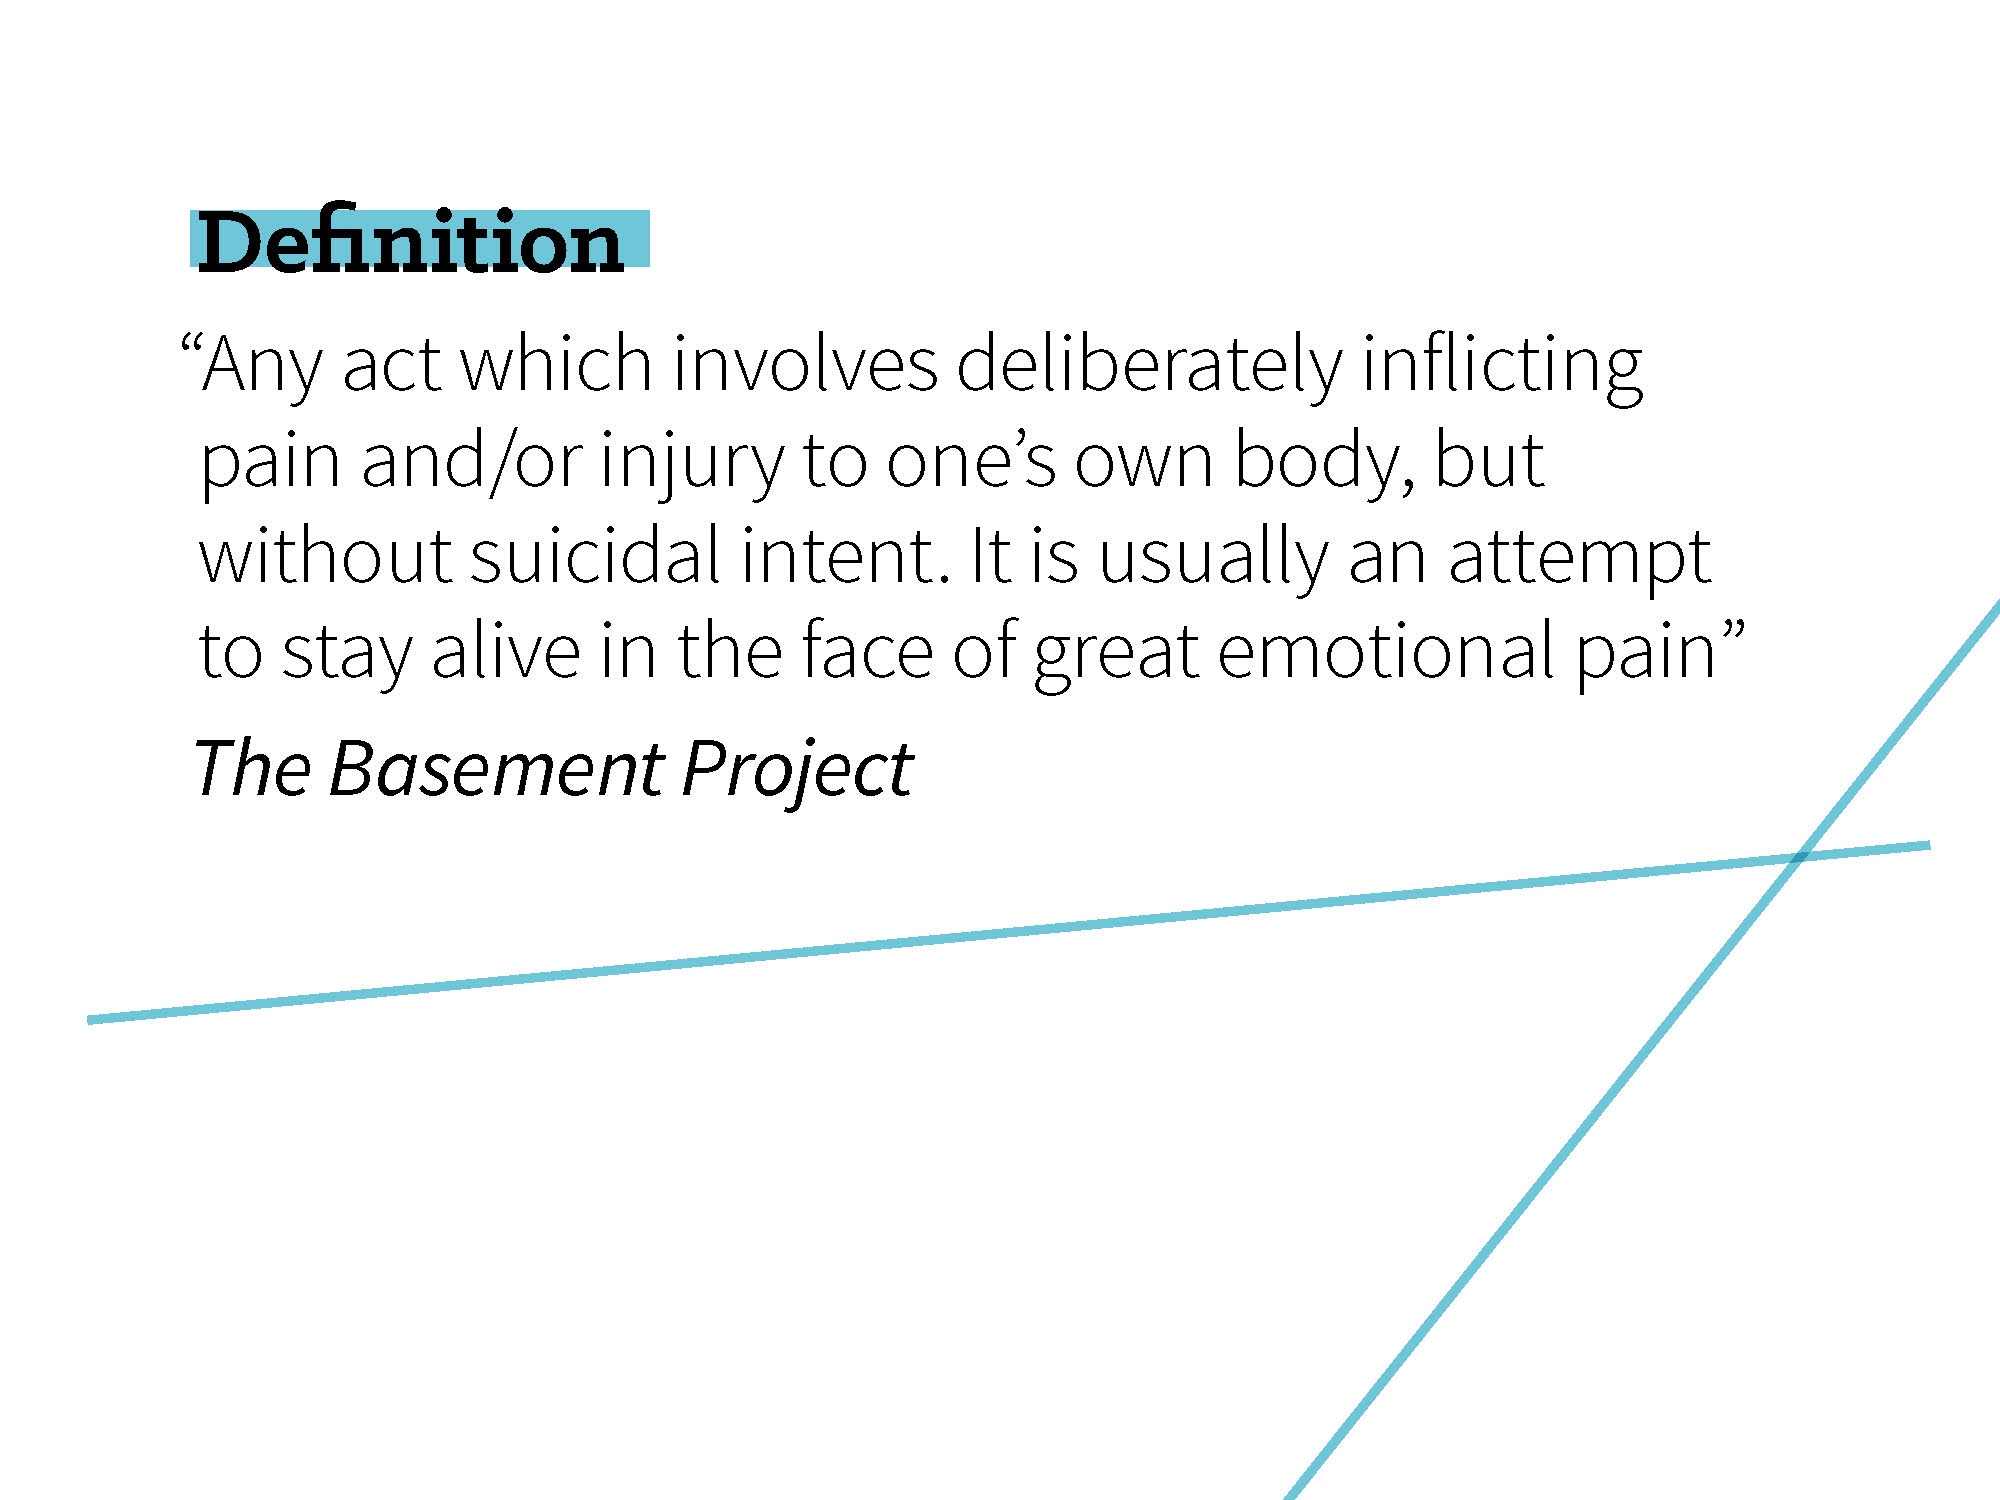 Definition
“Any act which involves deliberately inflicting
pain and/or injury to one’s own body, but
without suicidal intent. It is usually an attempt
to stay alive in the face of great emotional pain”
The Basement Project